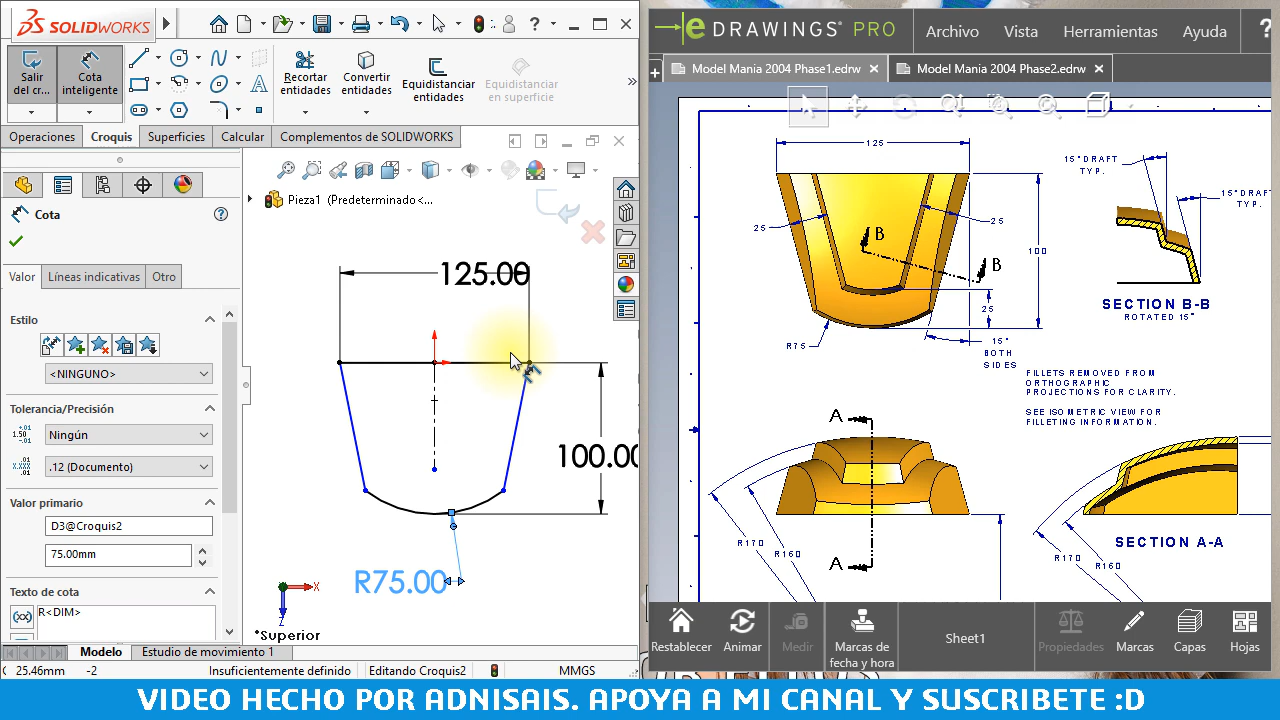 SOLIDWORKS
Salir
del cr...
Cota
inteligente
Recortar
entidades
Convertir
entidades
Equidistanciar
entidades
Equidistanciar
en superficie
Operaciones
Croquis
Superficies
Calcular
Complementos de SOLIDWORKS
Cota
Valor
Líneas indicativas
Otro
Estilo
<NINGUNO>
Tolerancia/Precisión
Ningún
.12 (Documento)
Valor primario
D3@Croquis2
75.00mm
Texto de cota
R<DIM>
Pieza1 (Predeterminado <...
125.00
100.00
R75.00
X
Z
*Superior
Modelo
Estudio de movimiento 1
25.46mm
-2
Insuficientemente definido
Editando Croquis2
MMGS
eDRAWINGS® PRO
Archivo
Vista
Herramientas
Ayuda
?
Model Mania 2004 Phase1.edrw
Model Mania 2004 Phase2.edrw
125
25
25
B
B
100
25
R75
15°
BOTH
SIDES
15° DRAFT
TYP.
15° DRAFT
TYP.
SECTION B-B
ROTATED 15°
FILLETS REMOVED FROM
ORTHOGRAPHIC
PROJECTIONS FOR CLARITY.
SEE ISOMETRIC VIEW FOR
FILLETING INFORMATION.
A
A
R170
R160
R170
R160
SECTION A-A
Restablecer
Animar
Medir
Marcas de
fecha y hora
Sheet1
Propiedades
Marcas
Capas
Hojas
VIDEO HECHO POR ADNISAIS. APOYA A MI CANAL Y SUSCRIBETE :D